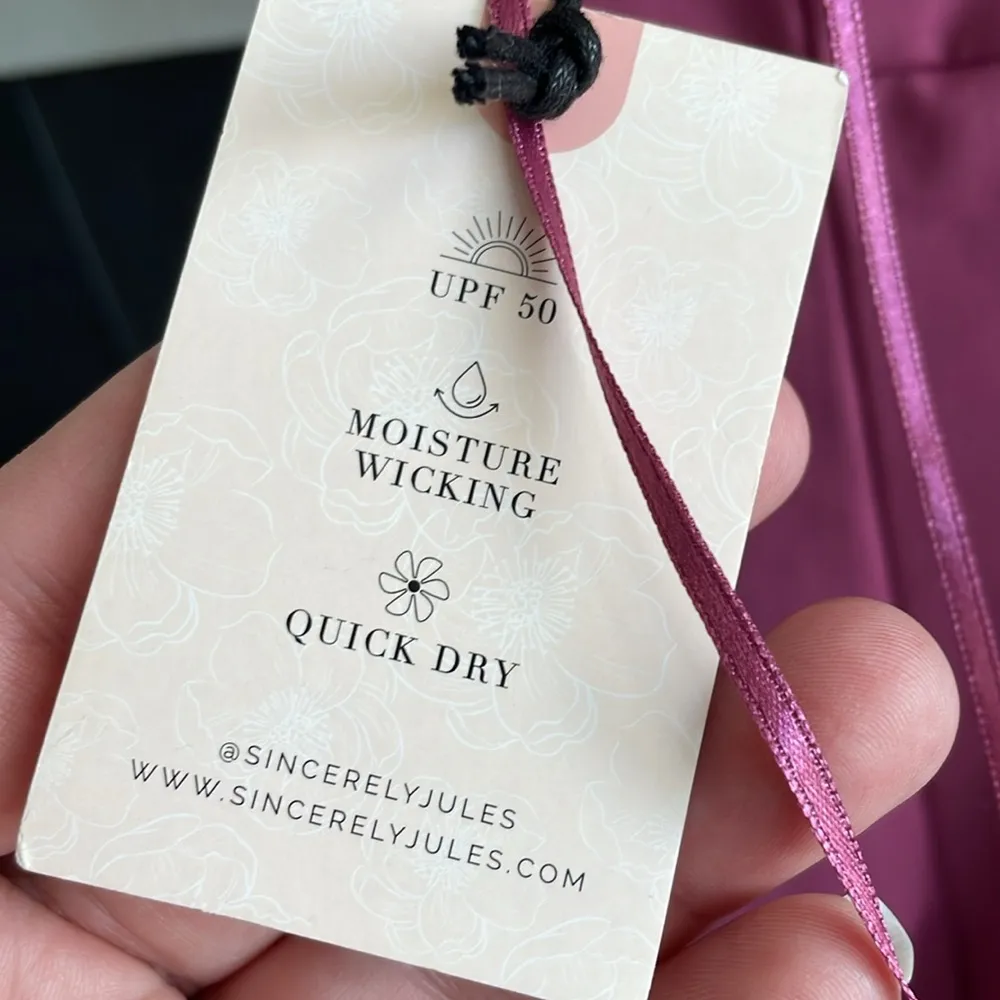 UPF 50
MOISTURE
WICKING
QUICK DRY
@SINCERELYJULES
WWW.SINCERELYJULES.COM